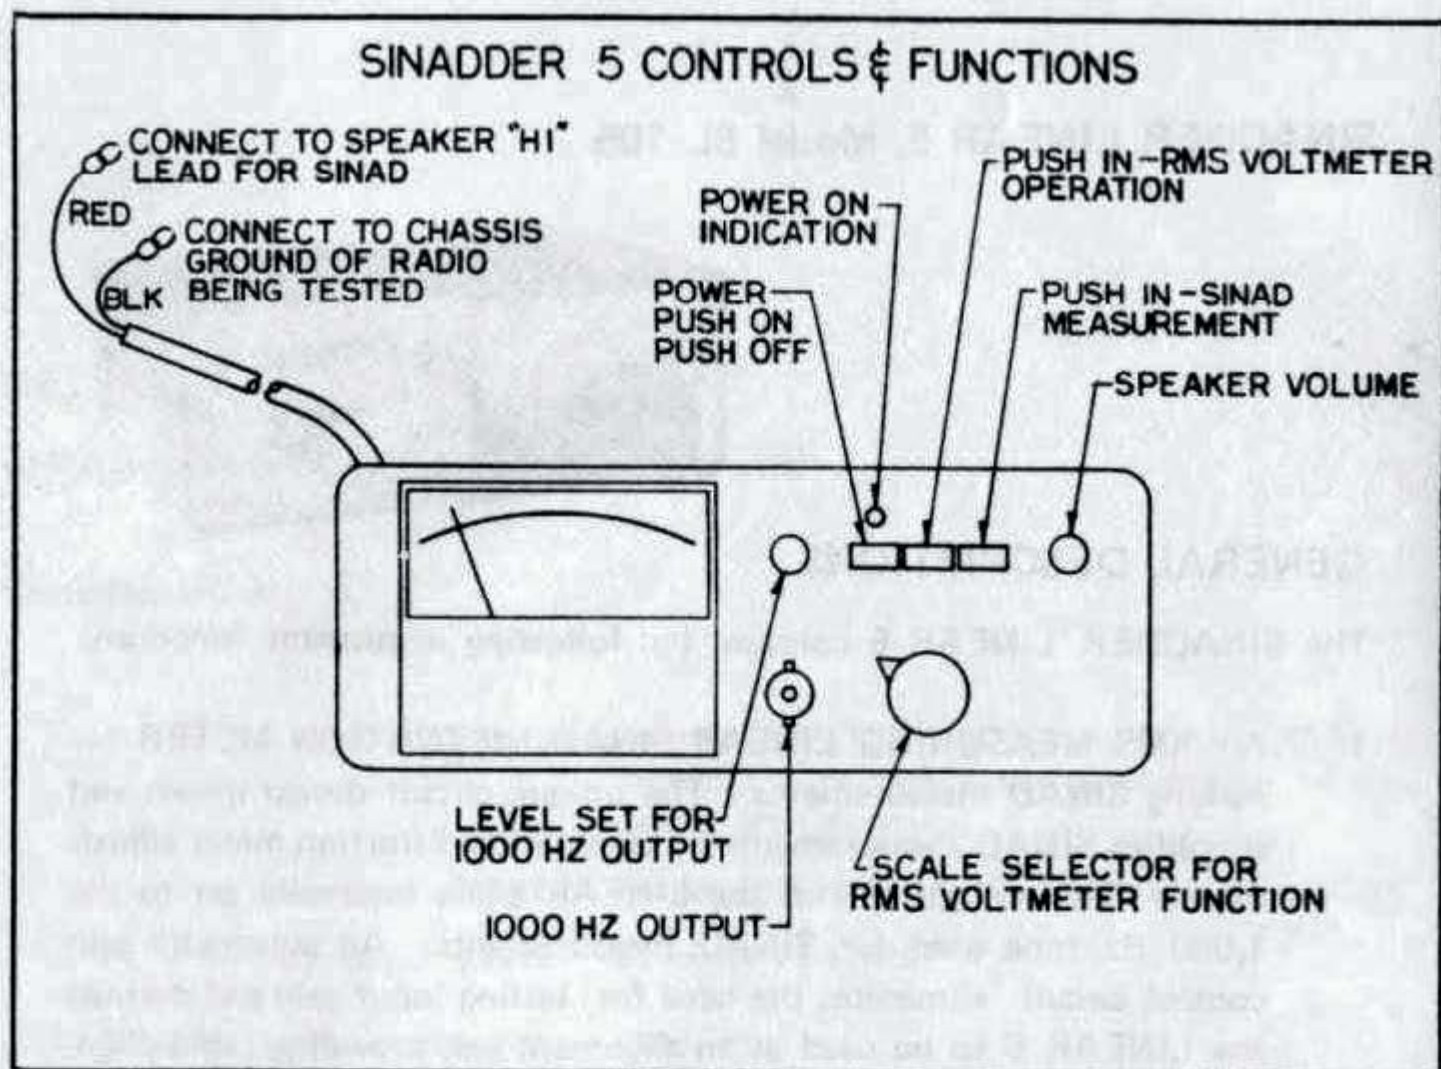 SINADDER 5 CONTROLS & FUNCTIONS
CONNECT TO SPEAKER "HI"
LEAD FOR SINAD
RED
CONNECT TO CHASSIS
GROUND OF RADIO
BEING TESTED
BLK
POWER ON
INDICATION
PUSH IN-RMS VOLTMETER
OPERATION
POWER
PUSH ON
PUSH OFF
PUSH IN-SINAD
MEASUREMENT
SPEAKER VOLUME
LEVEL SET FOR
1000 HZ OUTPUT
1000 HZ OUTPUT
SCALE SELECTOR FOR
RMS VOLTMETER FUNCTION